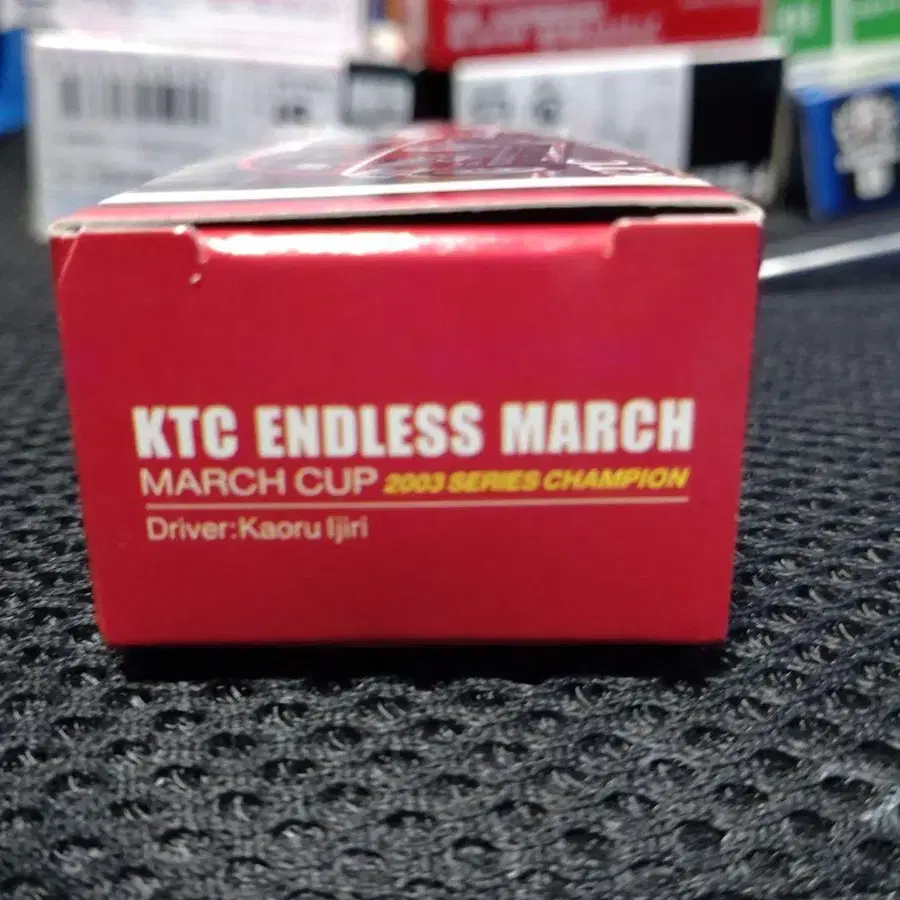 KTC ENDLESS MARCH
MARCH CUP 2003 SERIES CHAMPION
Driver:Kaoru Ijiri